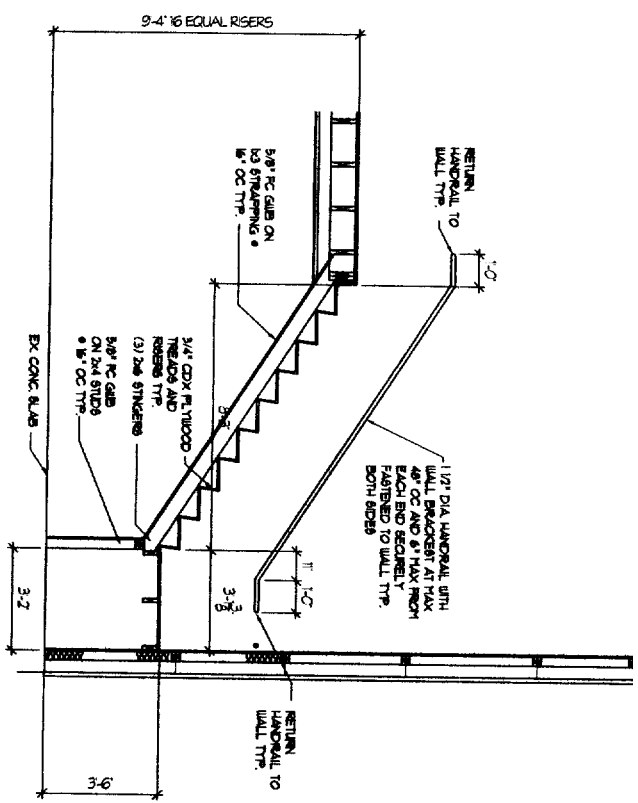 9'-4" 16 EQUAL RISERS
RETURN
HANDRAIL TO
WALL TYP.
1'-0"
5/8" FC GWB ON
1x3 STRAPPING @
16" OC TYP.
1 1/2" DIA. HANDRAIL WITH
WALL BRACKEST AT MAX
48" OC AND 6" MAX FROM
EACH END SECURELY
FASTENED TO WALL TYP.
BOTH SIDES
3/4" CDX PLYWOOD
TREADS AND
RISERS TYP.
(3) 2x16 STINGERS
5/8" FC GWB
ON 2x4 STUDS
@ 16" OC TYP.
EX. CONC. SLAB
11"
1'-0"
3'-2"
RETURN
HANDRAIL TO
WALL TYP.
3'-6"